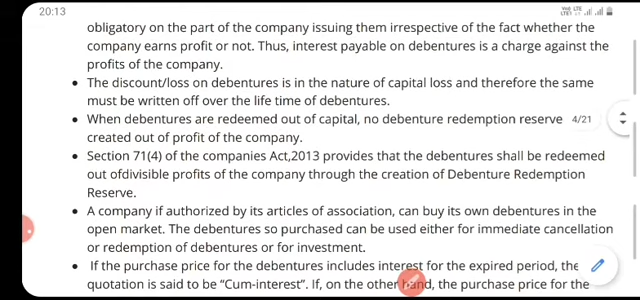 20:13
obligatory on the part of the company issuing them irrespective of the fact whether the
company earns profit or not. Thus, interest payable on debentures is a charge against the
profits of the company.
• The discount/loss on debentures is in the nature of capital loss and therefore the same
must be written off over the life time of debentures.
• When debentures are redeemed out of capital, no debenture redemption reserve
4/21
created out of profit of the company.
• Section 71(4) of the companies Act,2013 provides that the debentures shall be redeemed
out ofdivisible profits of the company through the creation of Debenture Redemption
Reserve.
• A company if authorized by its articles of association, can buy its own debentures in the
open market. The debentures so purchased can be used either for immediate cancellation
or redemption of debentures or for investment.
• If the purchase price for the debentures includes interest for the expired period, the
quotation is said to be “Cum-interest”. If, on the other hand, the purchase price for the